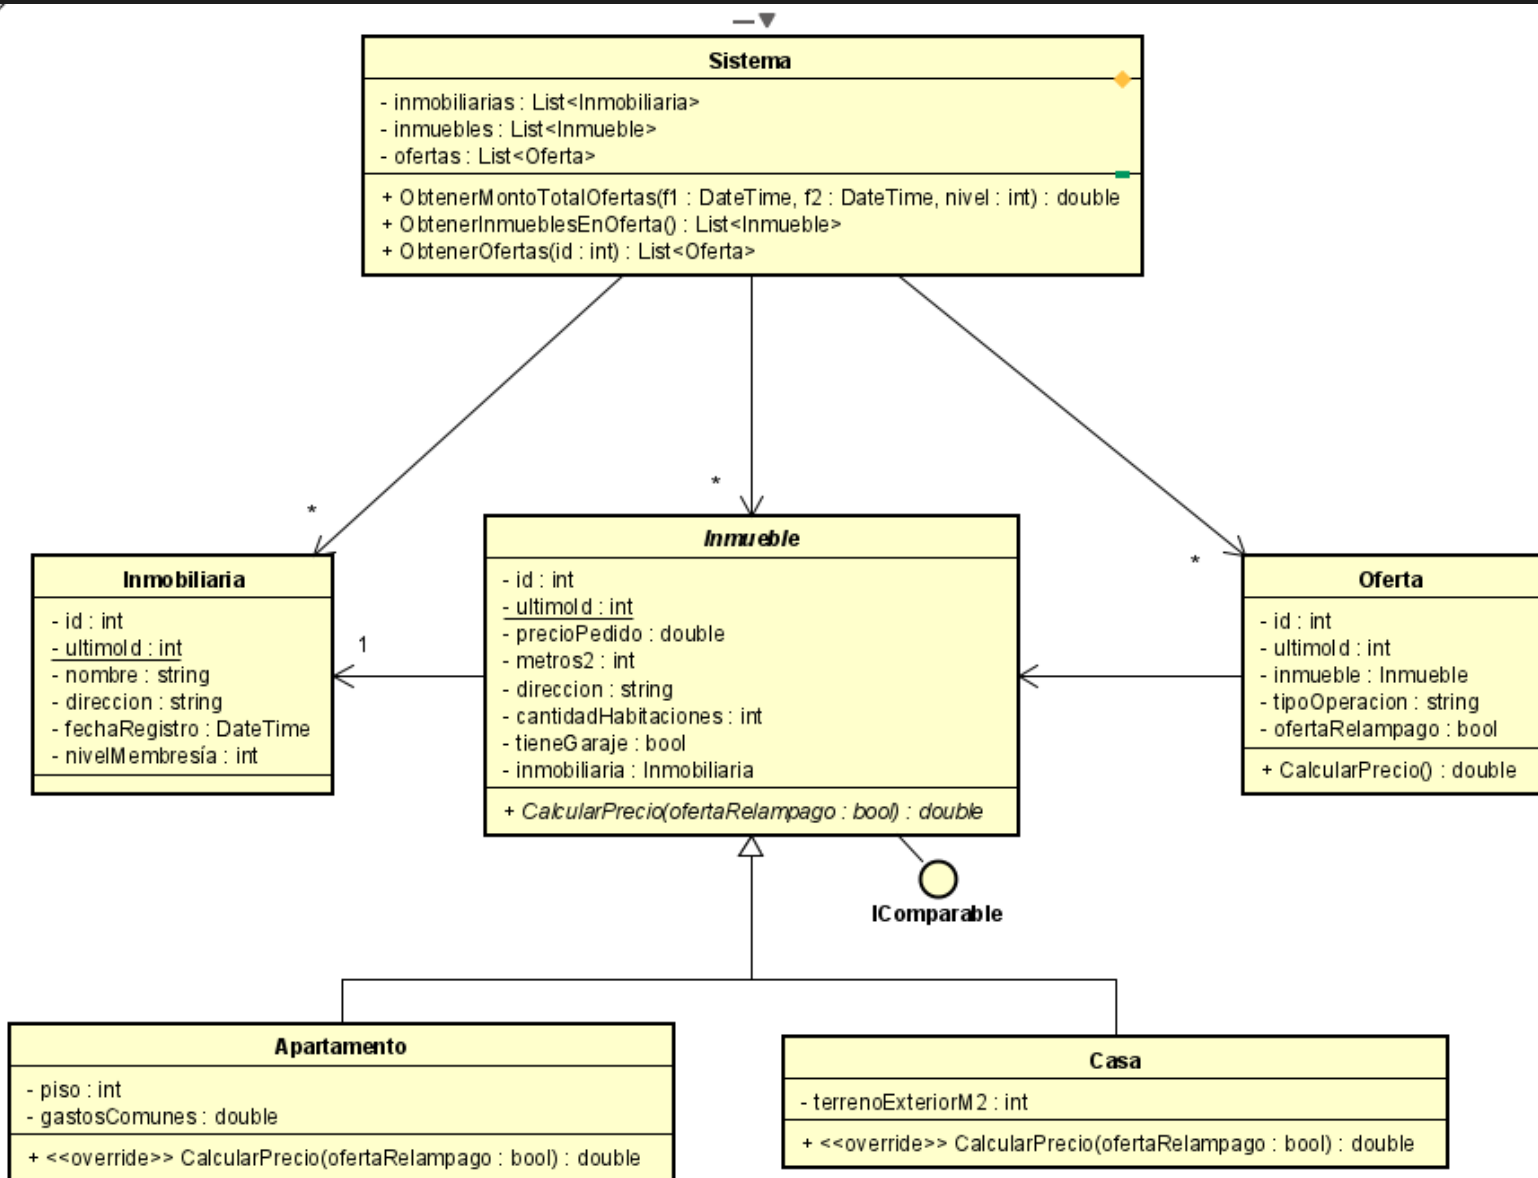 Sistema
- inmobiliarias : List<Inmobiliaria>
- inmuebles : List<Inmueble>
- ofertas : List<Oferta>
+ ObtenerMontoTotalOfertas(f1 : DateTime, f2 : DateTime, nivel : int) : double
+ ObtenerInmueblesEnOferta() : List<Inmueble>
+ ObtenerOfertas(id : int) : List<Oferta>
*
*
*
Inmobiliaria
- id : int
- ultimoId : int
- nombre : string
- direccion : string
- fechaRegistro : DateTime
- nivelMembresía : int
1
Inmueble
- id : int
- ultimoId : int
- precioPedido : double
- metros2 : int
- direccion : string
- cantidadHabitaciones : int
- tieneGaraje : bool
- inmobiliaria : Inmobiliaria
+ CalcularPrecio(ofertaRelampago : bool) : double
Oferta
- id : int
- ultimoId : int
- inmueble : Inmueble
- tipoOperacion : string
- ofertaRelampago : bool
+ CalcularPrecio() : double
IComparable
Apartamento
- piso : int
- gastosComunes : double
+ <<override>> CalcularPrecio(ofertaRelampago : bool) : double
Casa
- terrenoExteriorM2 : int
+ <<override>> CalcularPrecio(ofertaRelampago : bool) : double